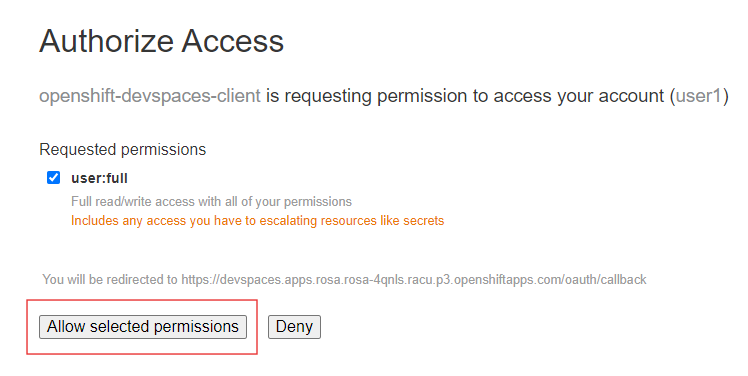 Authorize Access
openshift-devspaces-client is requesting permission to access your account (user1)
Requested permissions
user:full
Full read/write access with all of your permissions
Includes any access you have to escalating resources like secrets
You will be redirected to https://devspaces.apps.rosa.rosa-4qnls.racu.p3.openshiftapps.com/oauth/callback
Allow selected permissions Deny